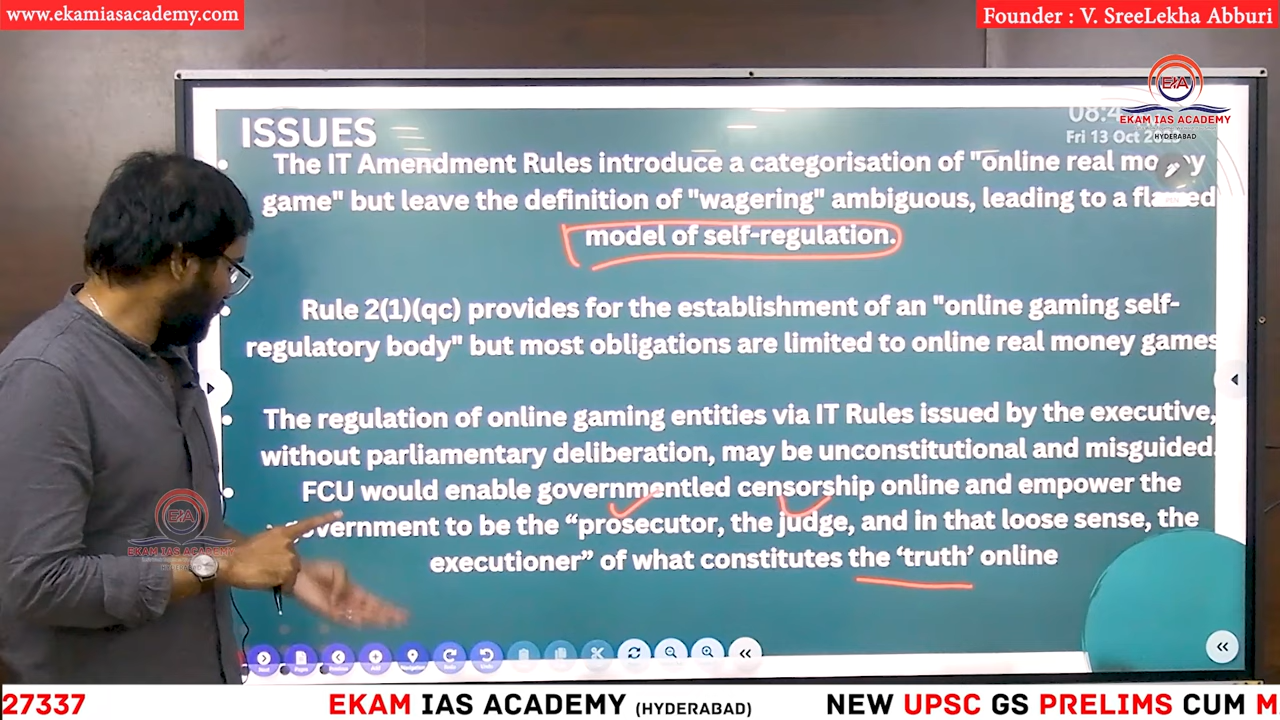 www.ekamiasacademy.com
Founder : V. SreeLekha Abburi
EKAM IAS ACADEMY
HYDERABAD
Fri 13 Oct
ISSUES
The IT Amendment Rules introduce a categorisation of "online real
game" but leave the definition of "wagering" ambiguous, leading to a
model of self-regulation.
Rule 2(1)(qc) provides for the establishment of an "online gaming self-
regulatory body" but most obligations are limited to online real money games
The regulation of online gaming entities via IT Rules issued by the executive,
without parliamentary deliberation, may be unconstitutional and misguided.
FCU would enable governmentled censorship online and empower the
government to be the “prosecutor, the judge, and in that loose sense, the
executioner” of what constitutes the ‘truth’ online
EKAM IAS ACADEMY
HYDERABAD
27337 EKAM IAS ACADEMY (HYDERABAD) NEW UPSC GS PRELIMS CUM M